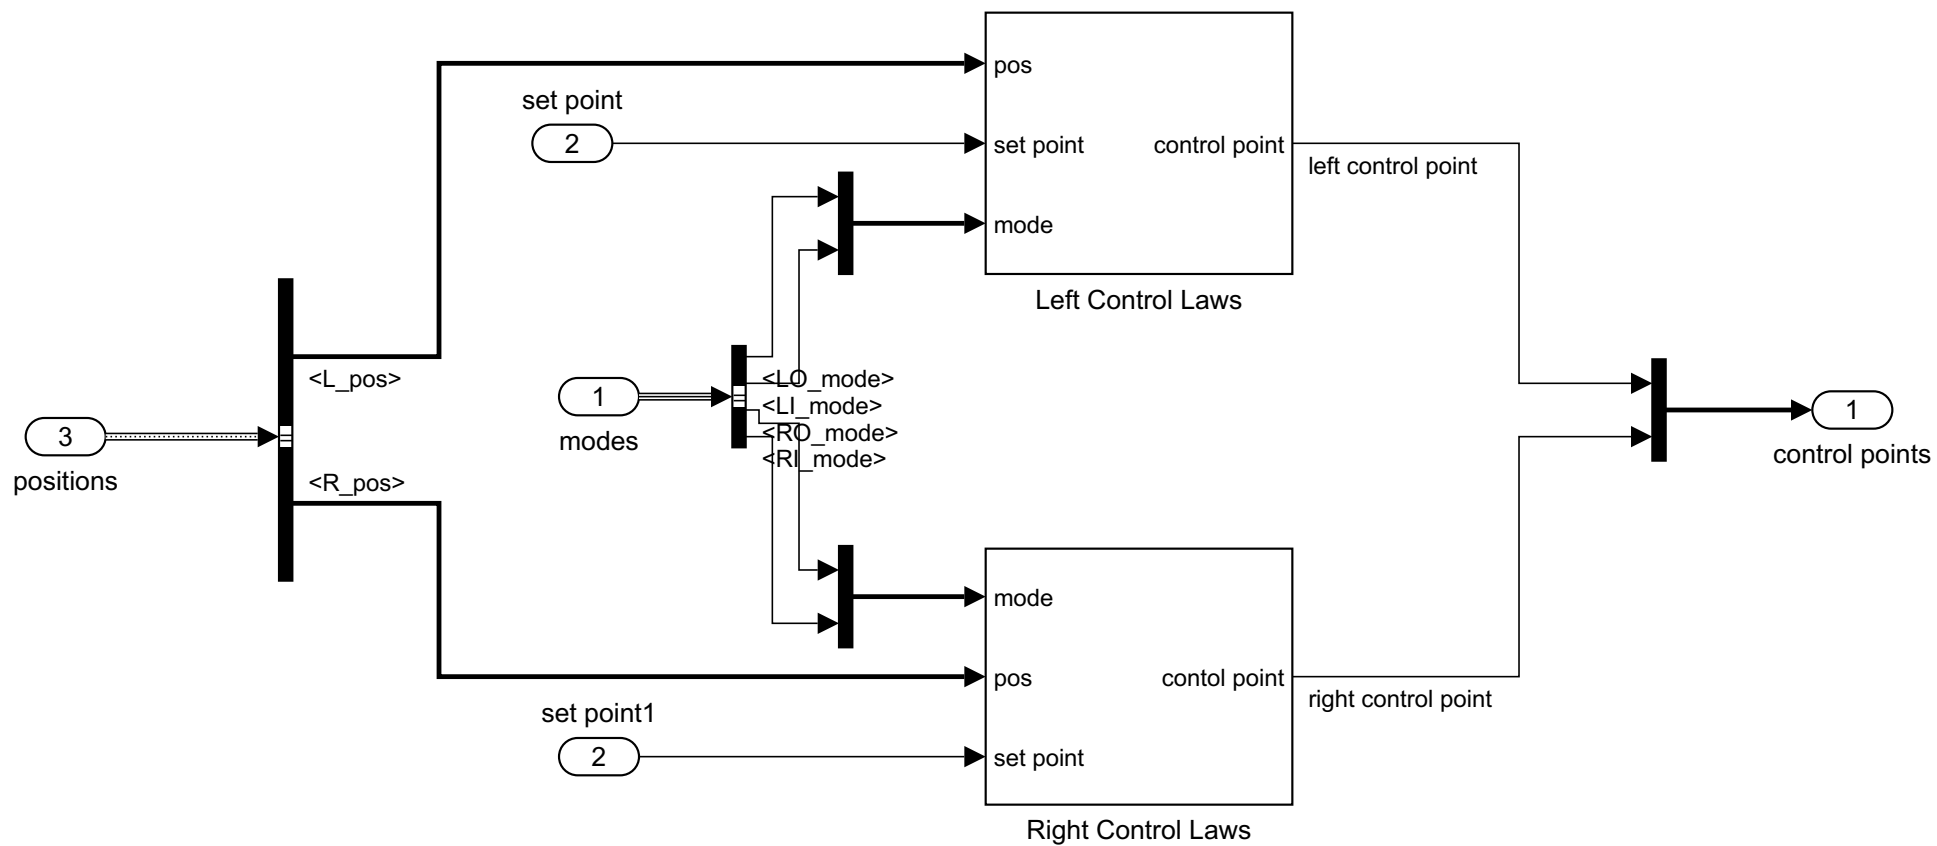 pos
set point
2
set point
control point
left control point
mode
Left Control Laws
<L_pos>
<LO_mode>
1
<LI_mode>
1
3
modes
<RO_mode>
control points
positions
<R_pos>
<RI_mode>
mode
pos
contol point
right control point
set point1
2
set point
Right Control Laws